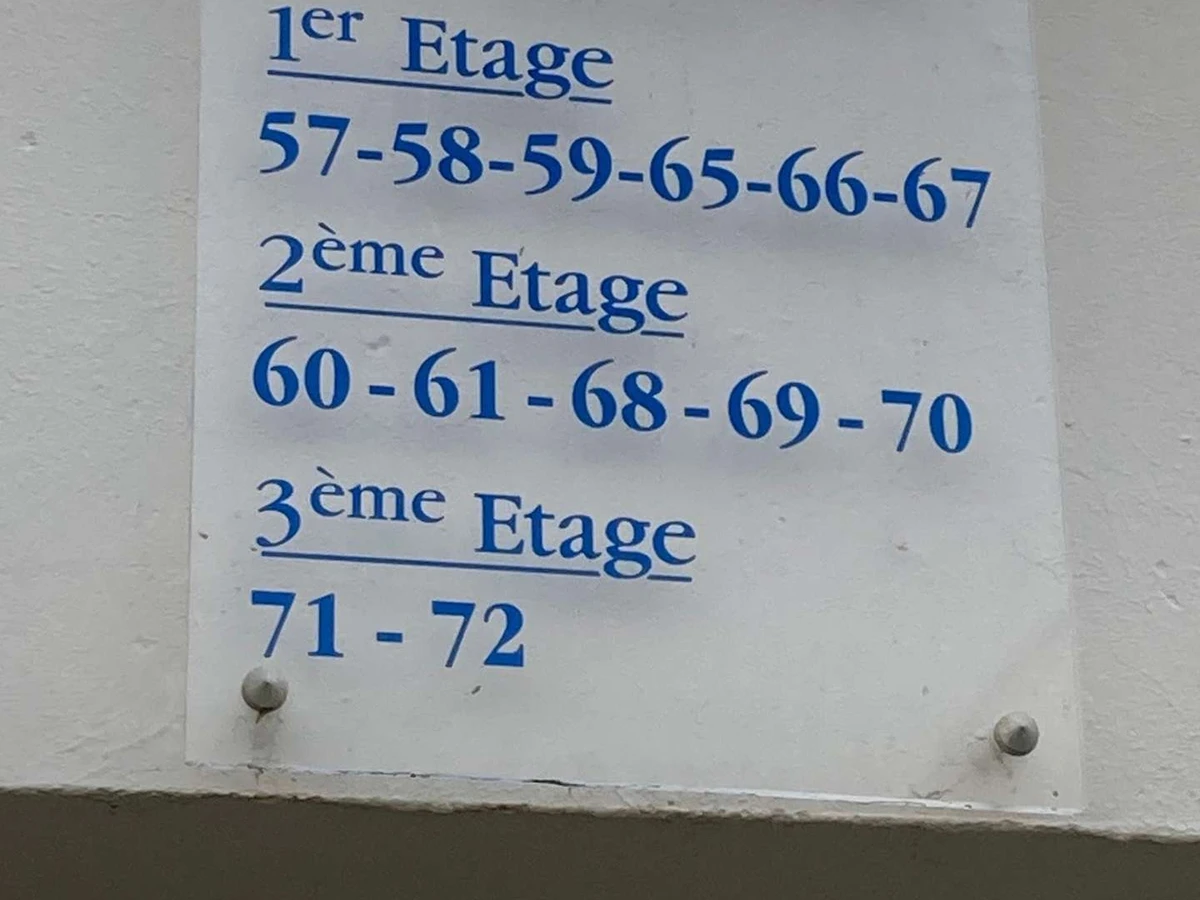 1er Etage
57-58-59-65-66-67
2ème Etage
60 - 61 - 68 - 69 - 70
3ème Etage
71 - 72